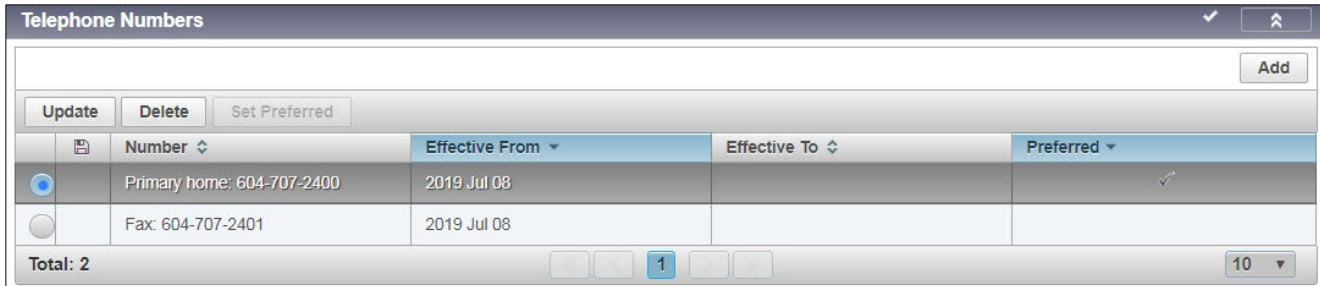 Telephone Numbers
Add
Update Delete Set Preferred
Number Effective From Effective To Preferred
Primary home: 604-707-2400 2019 Jul 08
Fax: 604-707-2401 2019 Jul 08
Total: 2 1 10